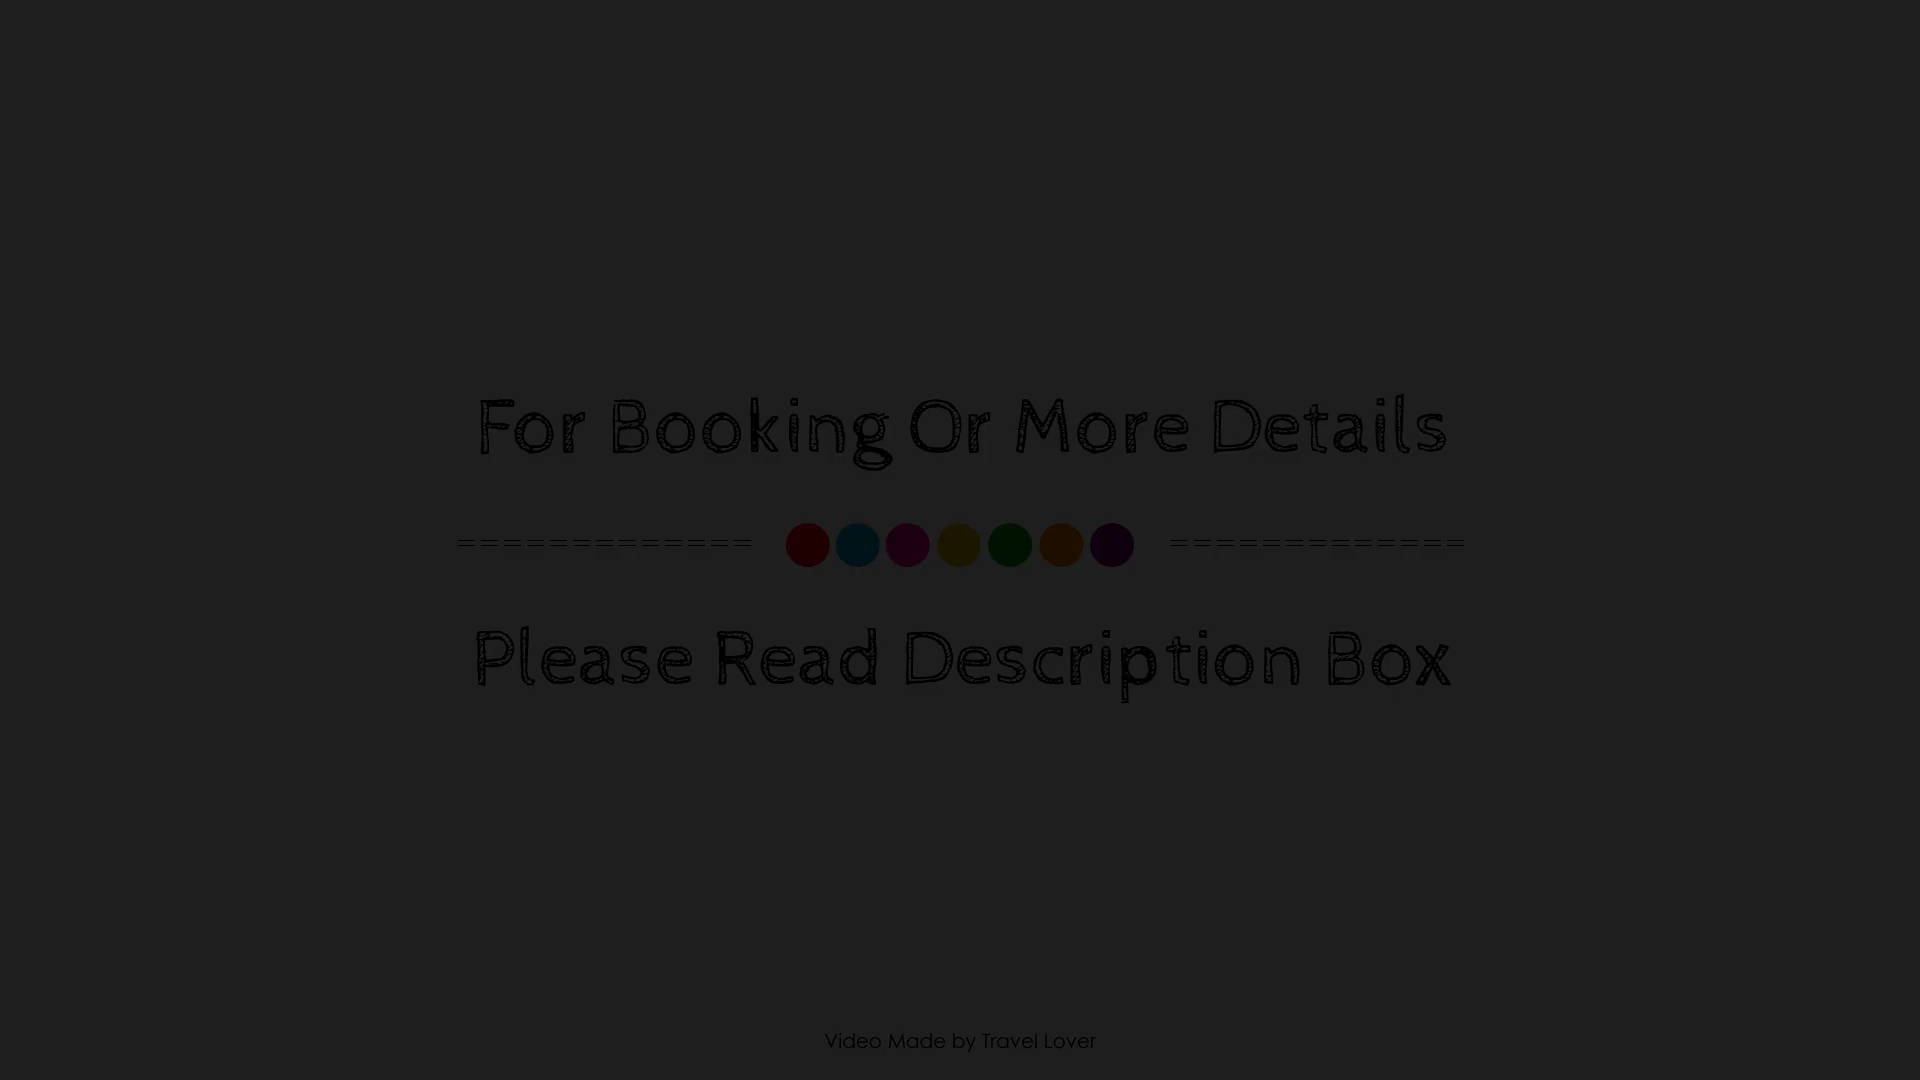 For Booking Or More Details
============= =============
Please Read Description Box
Video Made by Travel Lover